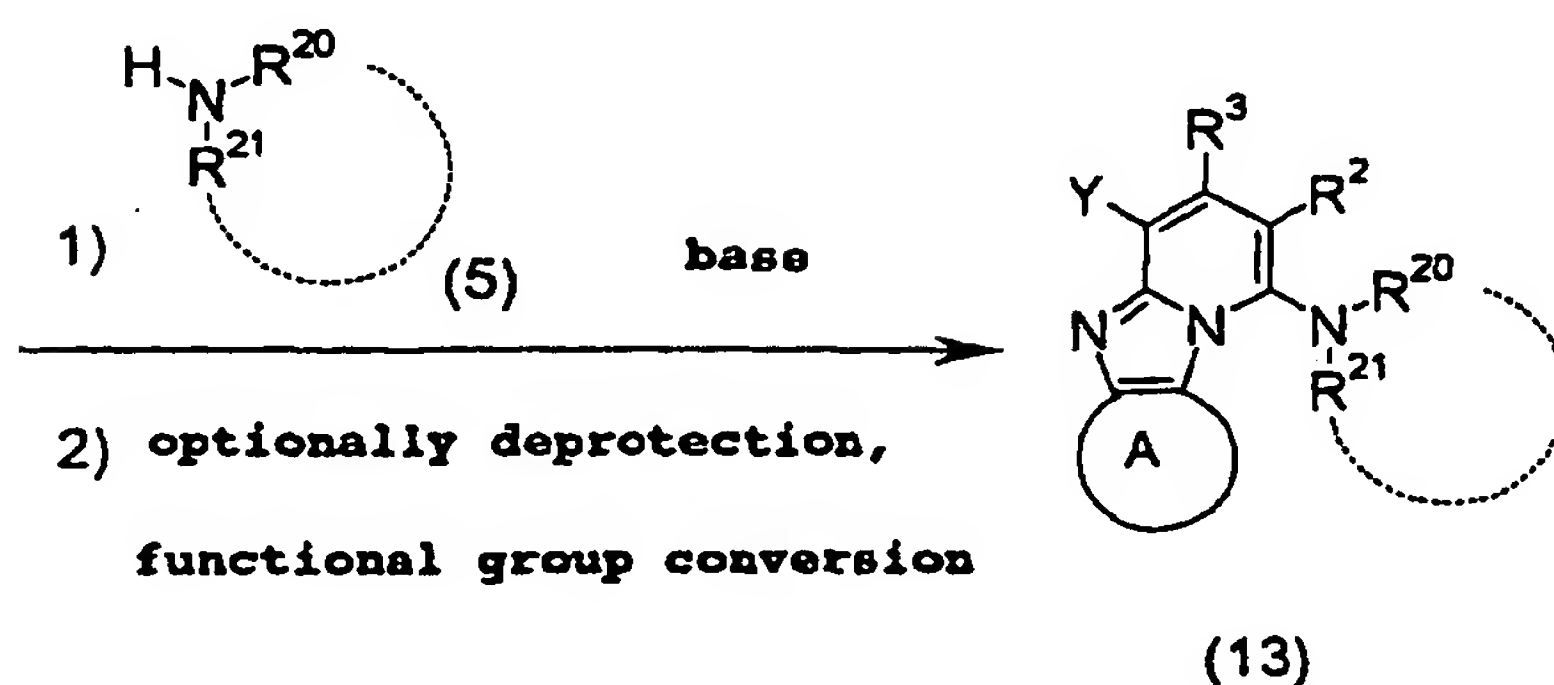 H N R20
R21
1) (5) base
2) optionally deprotection,
functional group conversion
R3
Y R2
N N N R20
R21
A
(13)